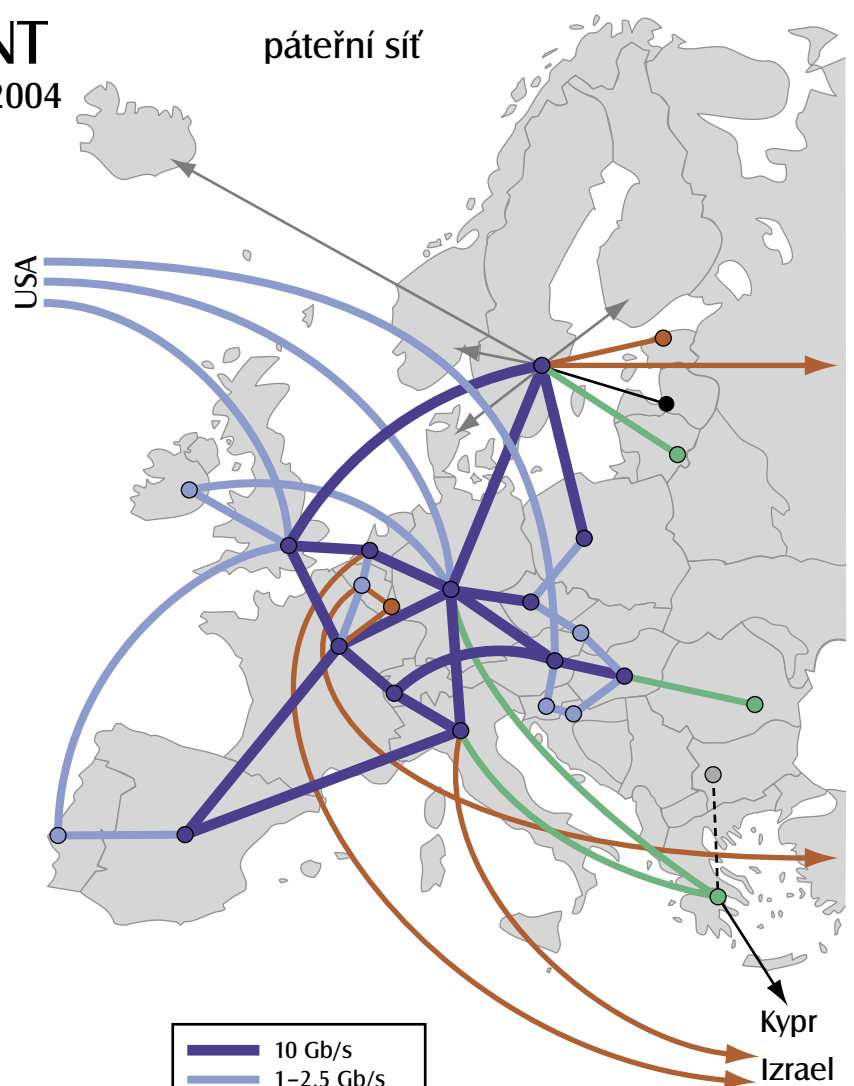 NT
páteřní síť
2004
USA
Kypr
Izrael
10 Gb/s
1–2.5 Gb/s